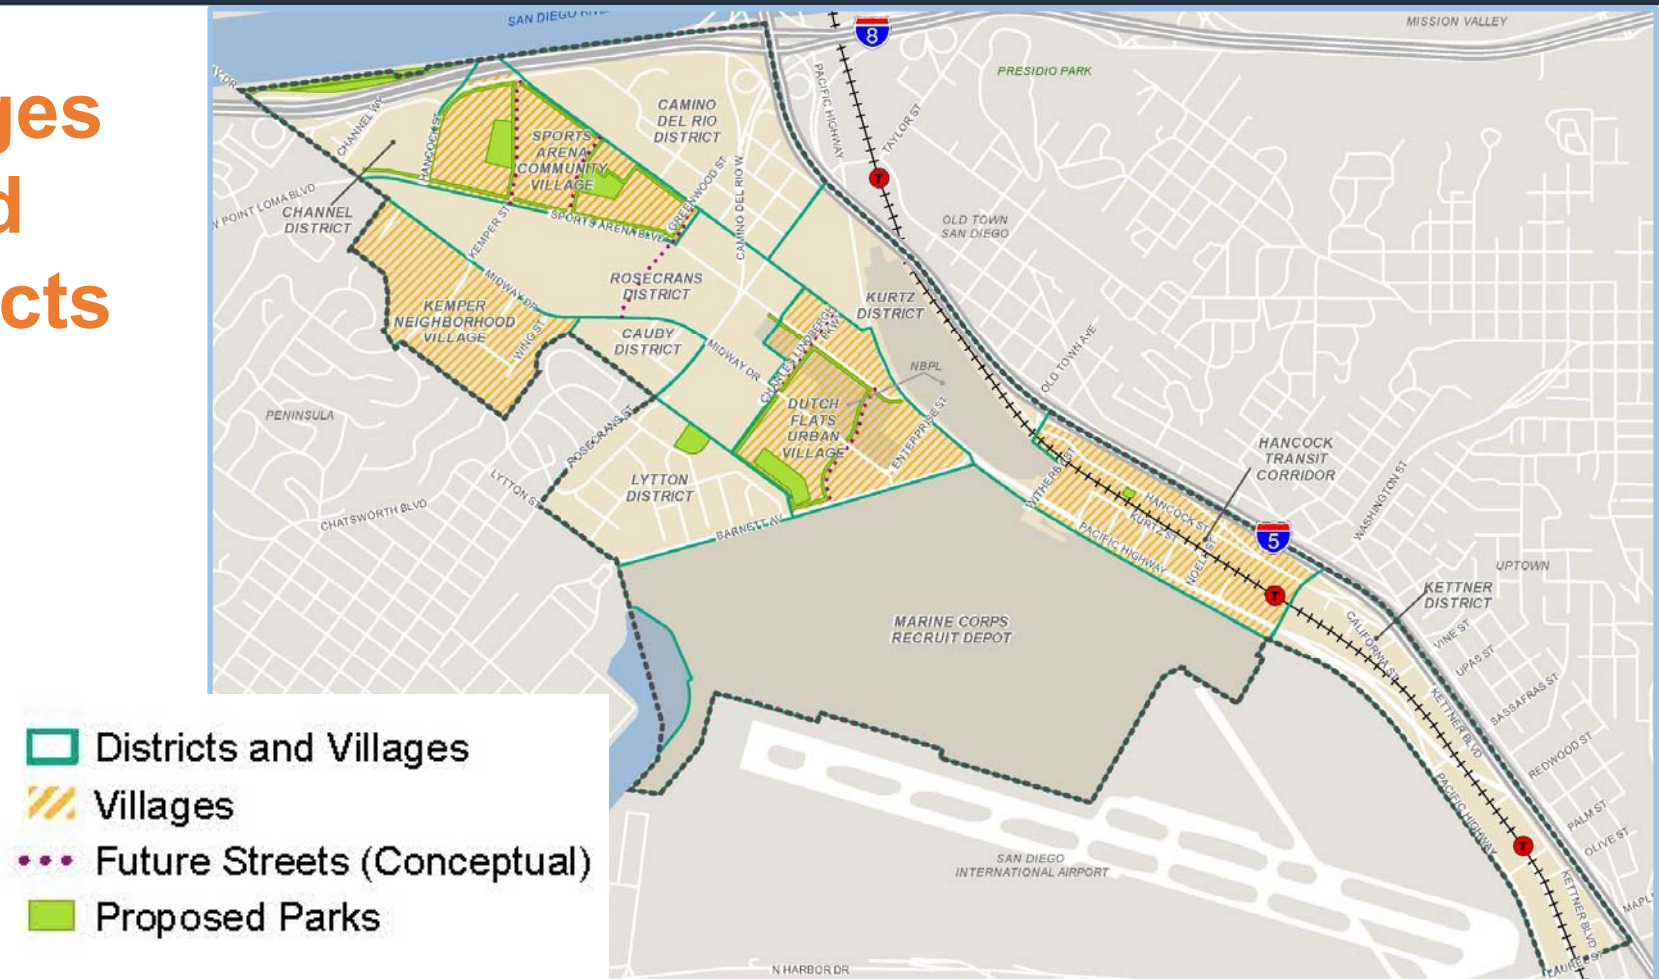 ges
d
cts
SAN DIEGO RIVE
8
MISSION VALLEY
PRESIDIO PARK
PACIFIC HIGHWAY
TAYLOR ST
CHANNEL WY
HANCOCK ST
CAMINO
DEL RIO
DISTRICT
SPORTS
ARENA
COMMUNITY
VILLAGE
GREENWOOD ST
CAMINO DEL RIO W
W POINT LOMA BLVD
CHANNEL
DISTRICT
KEMPER ST
SPORTS ARENA BLVD
OLD TOWN
SAN DIEGO
T
ROSECRANS
DISTRICT
MIDWAY DR
KURTZ
DISTRICT
KEMPER
NEIGHBORHOOD
VILLAGE
WING ST
CAUBY
DISTRICT
MIDWAY DR
CHARLES LINDBERGH
PKWY
NBPL
OLD TOWN AVE
PENINSULA
DUTCH
FLATS
URBAN
VILLAGE
ENTERPRISE ST
ROSECRANS ST
HANCOCK
TRANSIT
CORRIDOR
LYTTON
DISTRICT
LYTTON ST
CHATSWORTH BLVD
BARNETT AV
WITHERBY ST
HANCOCK ST
KURTZ ST
PACIFIC HIGHWAY
NOELL ST
5
WASHINGTON ST
UPTOWN
T
KETTNER
DISTRICT
MARINE CORPS
RECRUIT DEPOT
CALIFORNIA ST
VINE ST
UPAS ST
SASSAFRAS ST
KETTNER BLVD
REDWOOD ST
PACIFIC HIGHWAY
PALM ST
OLIVE ST
T
KETTNER BLVD
MAPL
LAUREL ST
SAN DIEGO
INTERNATIONAL AIRPORT
N HARBOR DR
Districts and Villages
Villages
Future Streets (Conceptual)
Proposed Parks